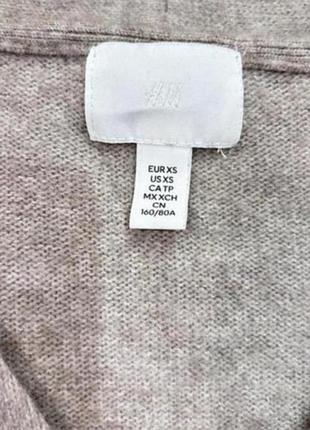 H&M
EUR XS
US XS
CA TP
MX XCH
CN
160/80A